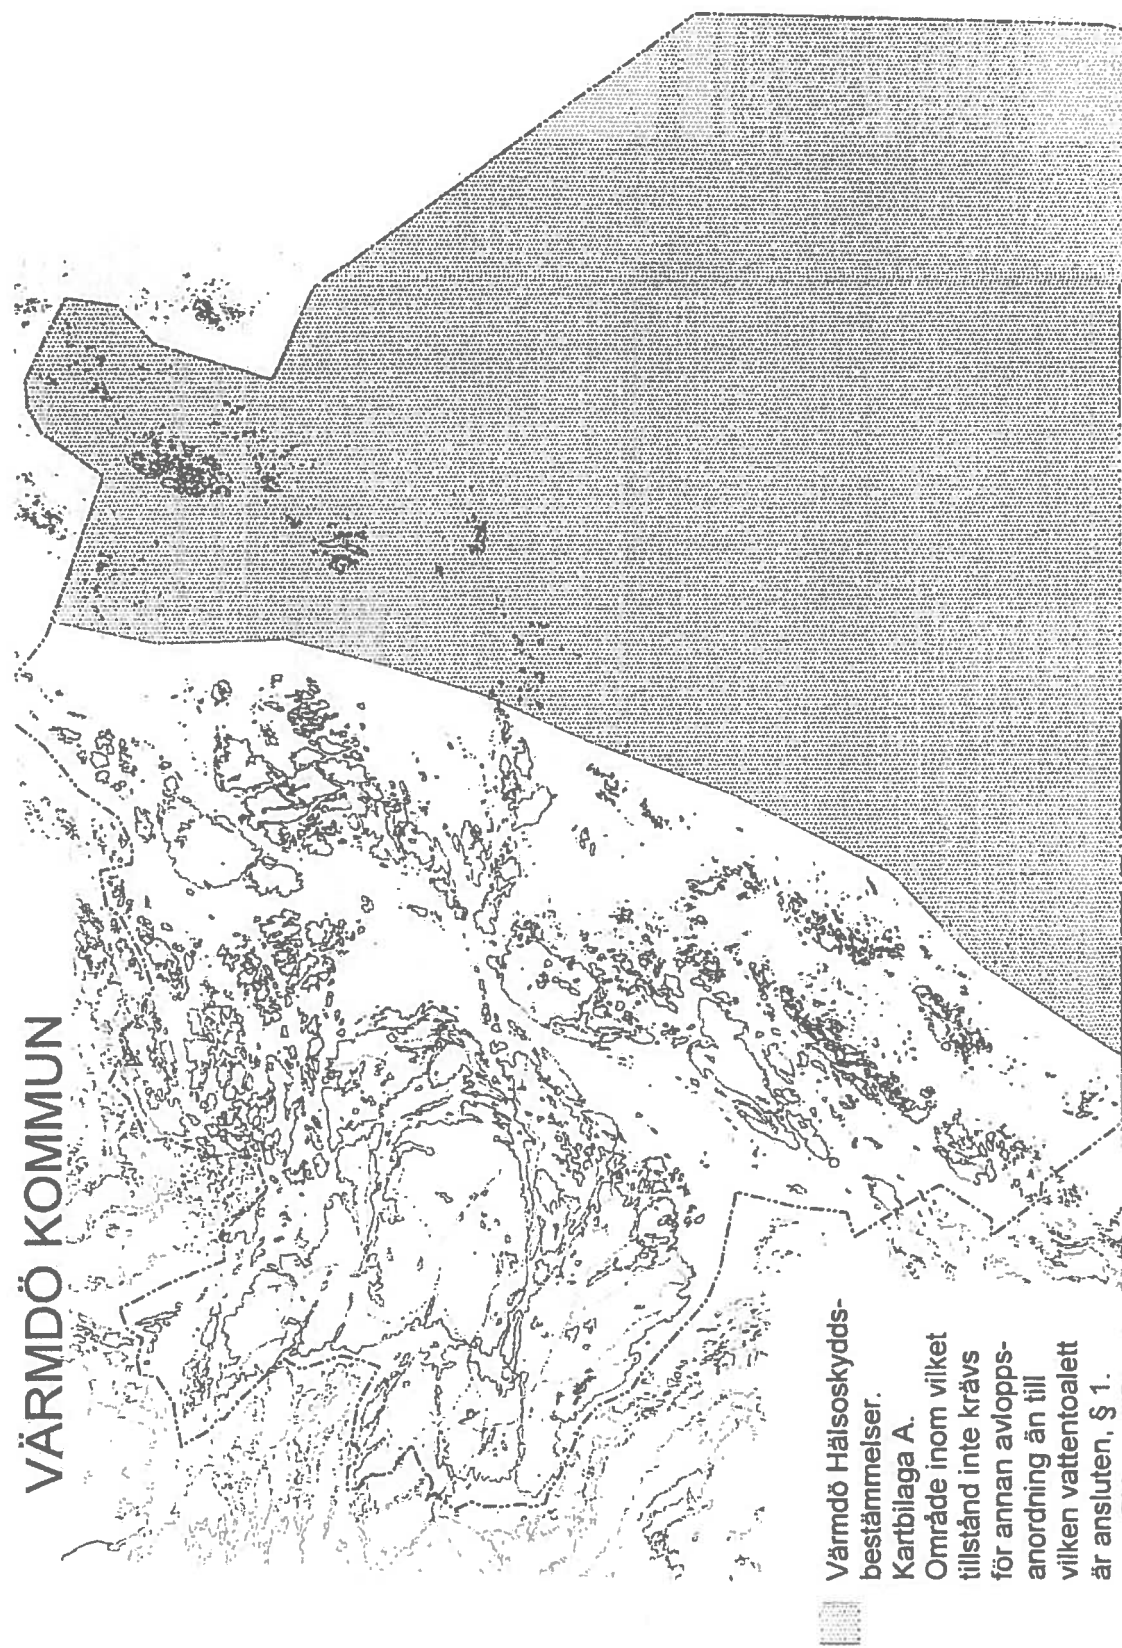 VÄRMDÖ KOMMUN
Värmdö Hälsoskydds-
bestämmelser.
Kartbilaga A.
Område inom vilket
tillstånd inte krävs
för annan avlopps-
anordning än till
vilken vattentoalett
är ansluten, § 1.